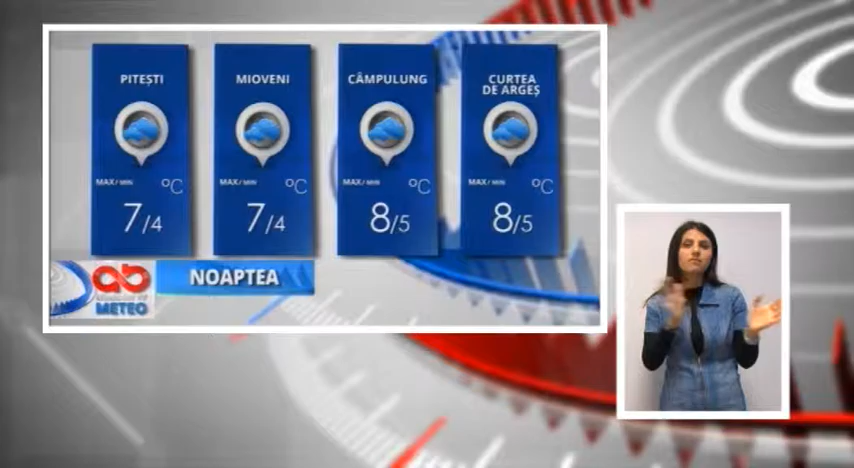 PITEȘTI
MAX/MIN °C
7/4
MIOVENI
MAX/MIN °C
7/4
CÂMPULUNG
MAX/MIN °C
8/5
CURTEA
DE ARGEȘ
MAX/MIN °C
8/5
NOAPTEA
METEO